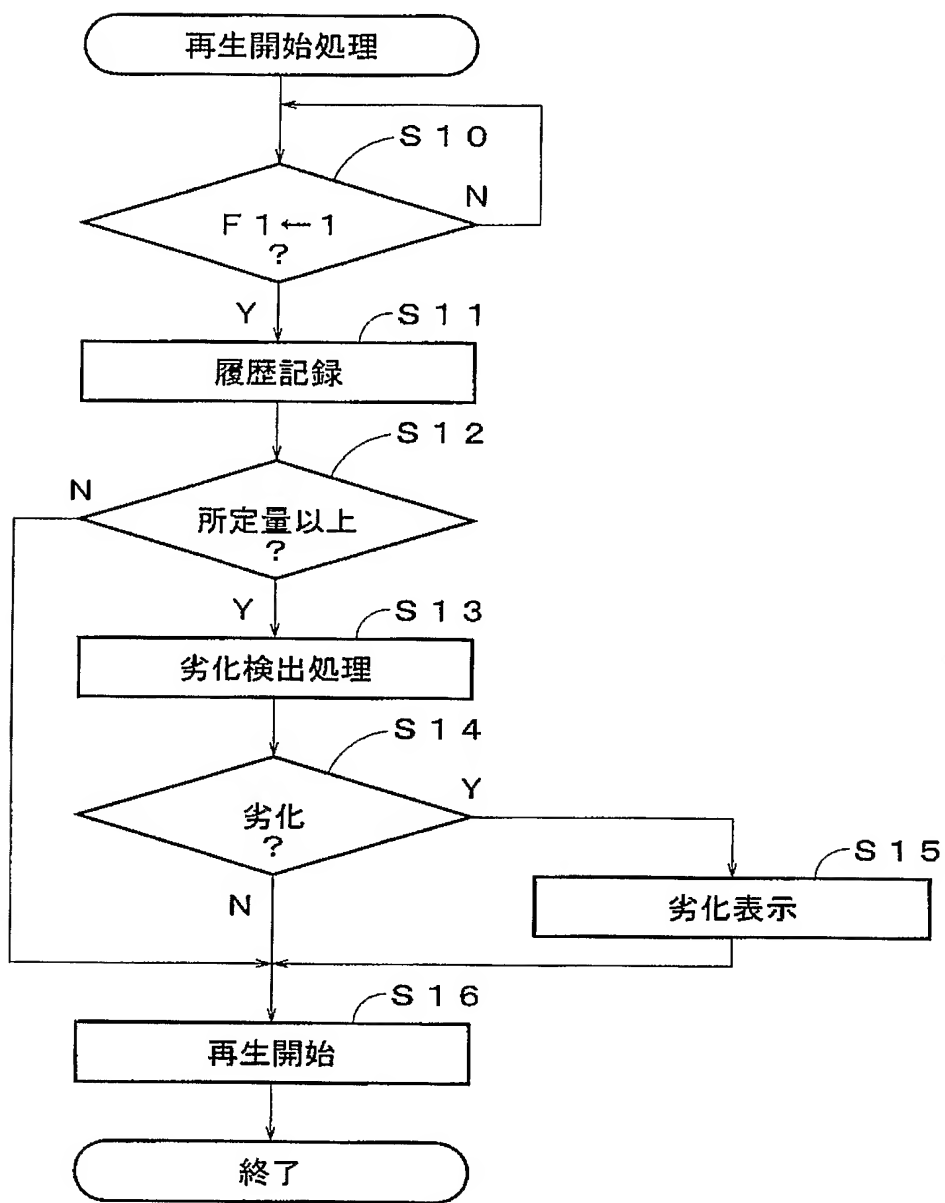 再生開始処理
S10
N
F1←1
?
Y
S11
履歴記録
S12
N
所定量以上
?
Y
S13
劣化検出処理
S14
Y
劣化
?
S15
N
劣化表示
S16
再生開始
終了